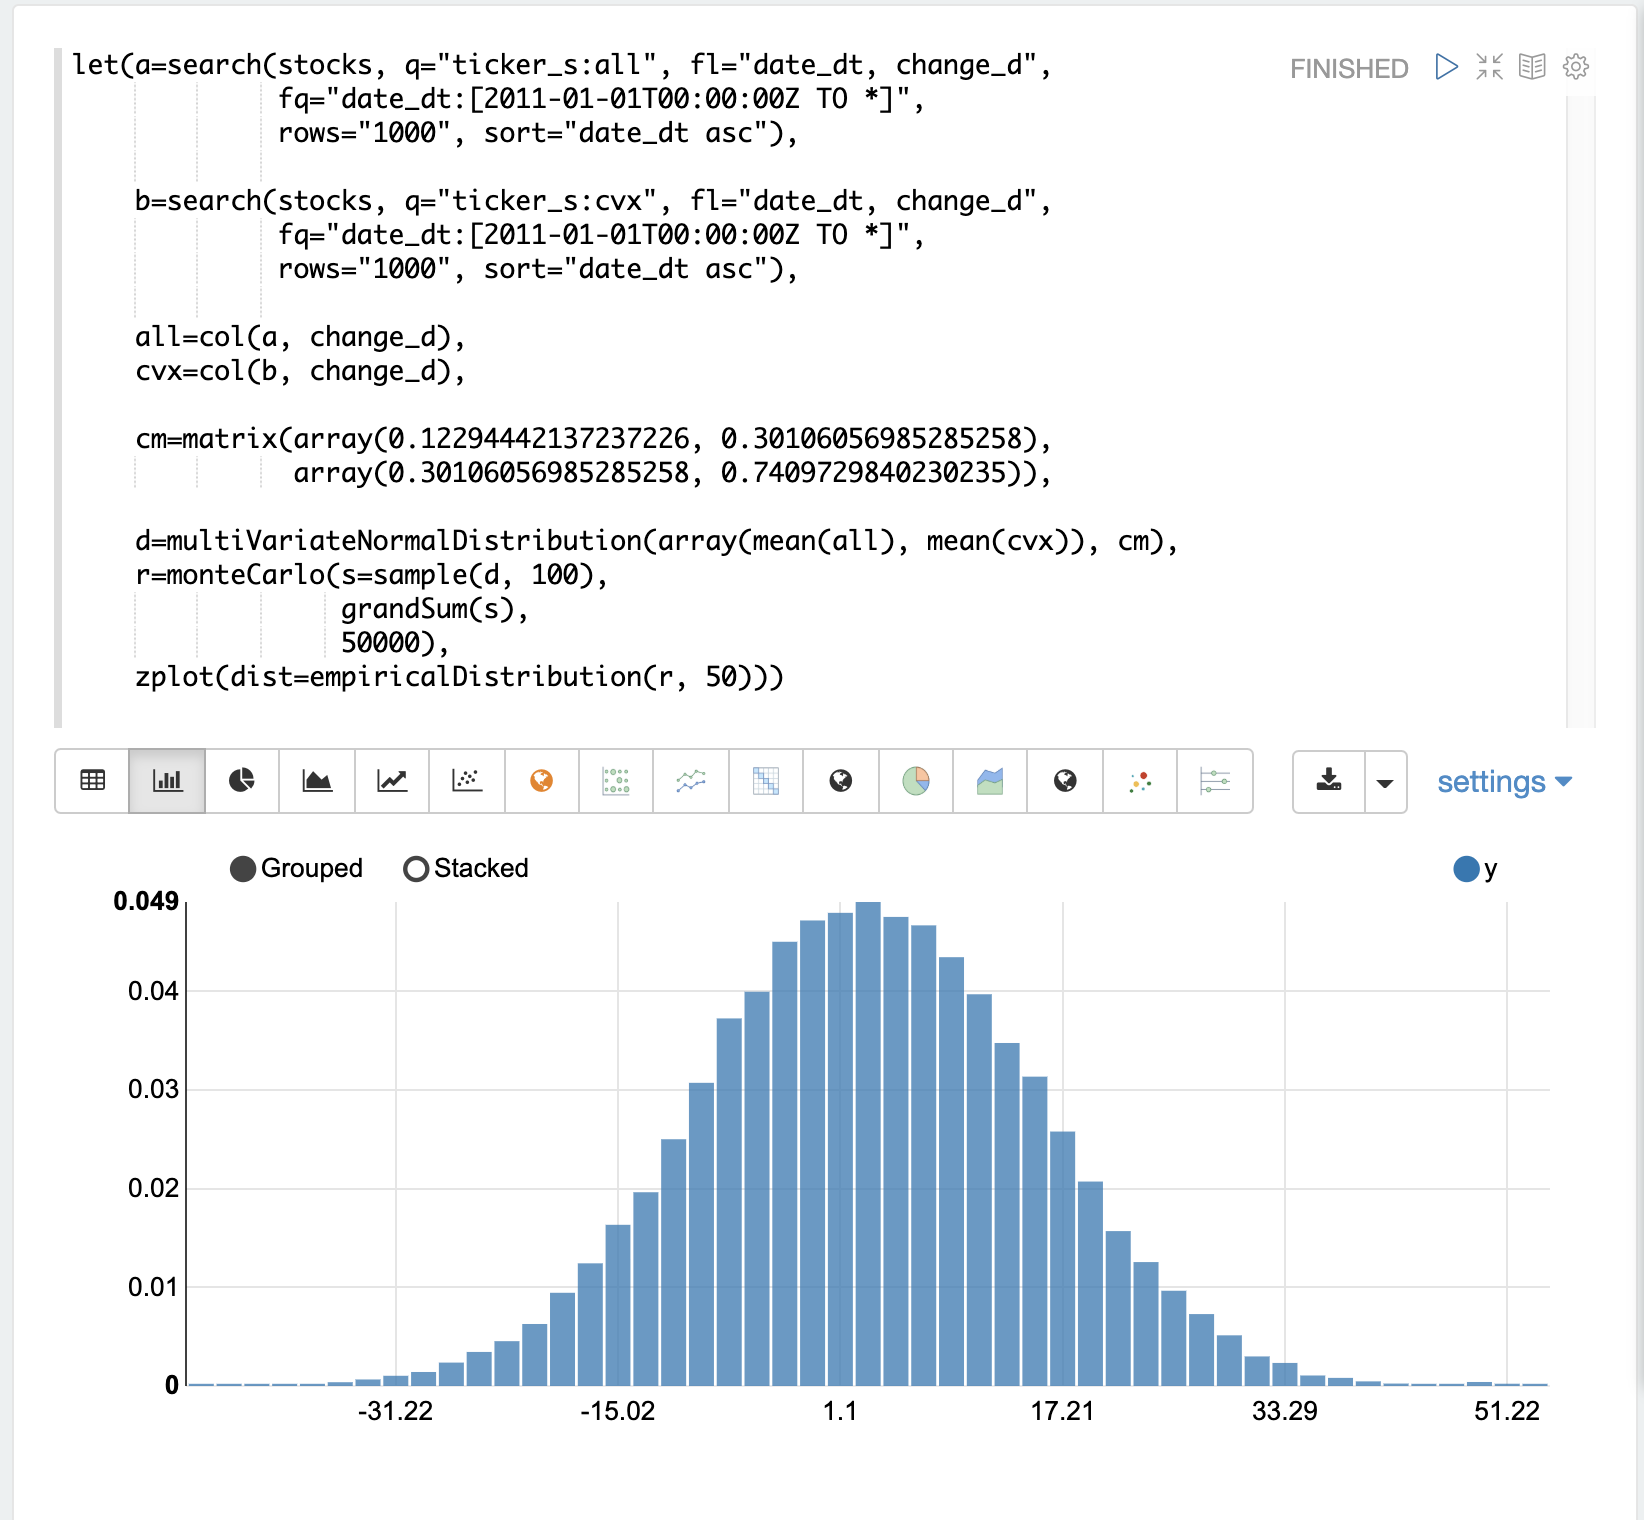 let(a=search(stocks, q="ticker_s:all", fl="date_dt, change_d",
fq="date_dt:[2011-01-01T00:00:00Z TO *]",
rows="1000", sort="date_dt asc"),
b=search(stocks, q="ticker_s:cvx", fl="date_dt, change_d",
fq="date_dt:[2011-01-01T00:00:00Z TO *]",
rows="1000", sort="date_dt asc"),
all=col(a, change_d),
cvx=col(b, change_d),
cm=matrix(array(0.12294442137237226, 0.30106056985285258),
array(0.30106056985285258, 0.7409729840230235)),
d=multiVariateNormalDistribution(array(mean(all), mean(cvx)), cm),
r=monteCarlo(s=sample(d, 100),
grandSum(s),
50000),
zplot(dist=empiricalDistribution(r, 50)))
FINISHED
settings
Grouped Stacked
y
0.049
0.04
0.03
0.02
0.01
0
-31.22 -15.02 1.1 17.21 33.29 51.22